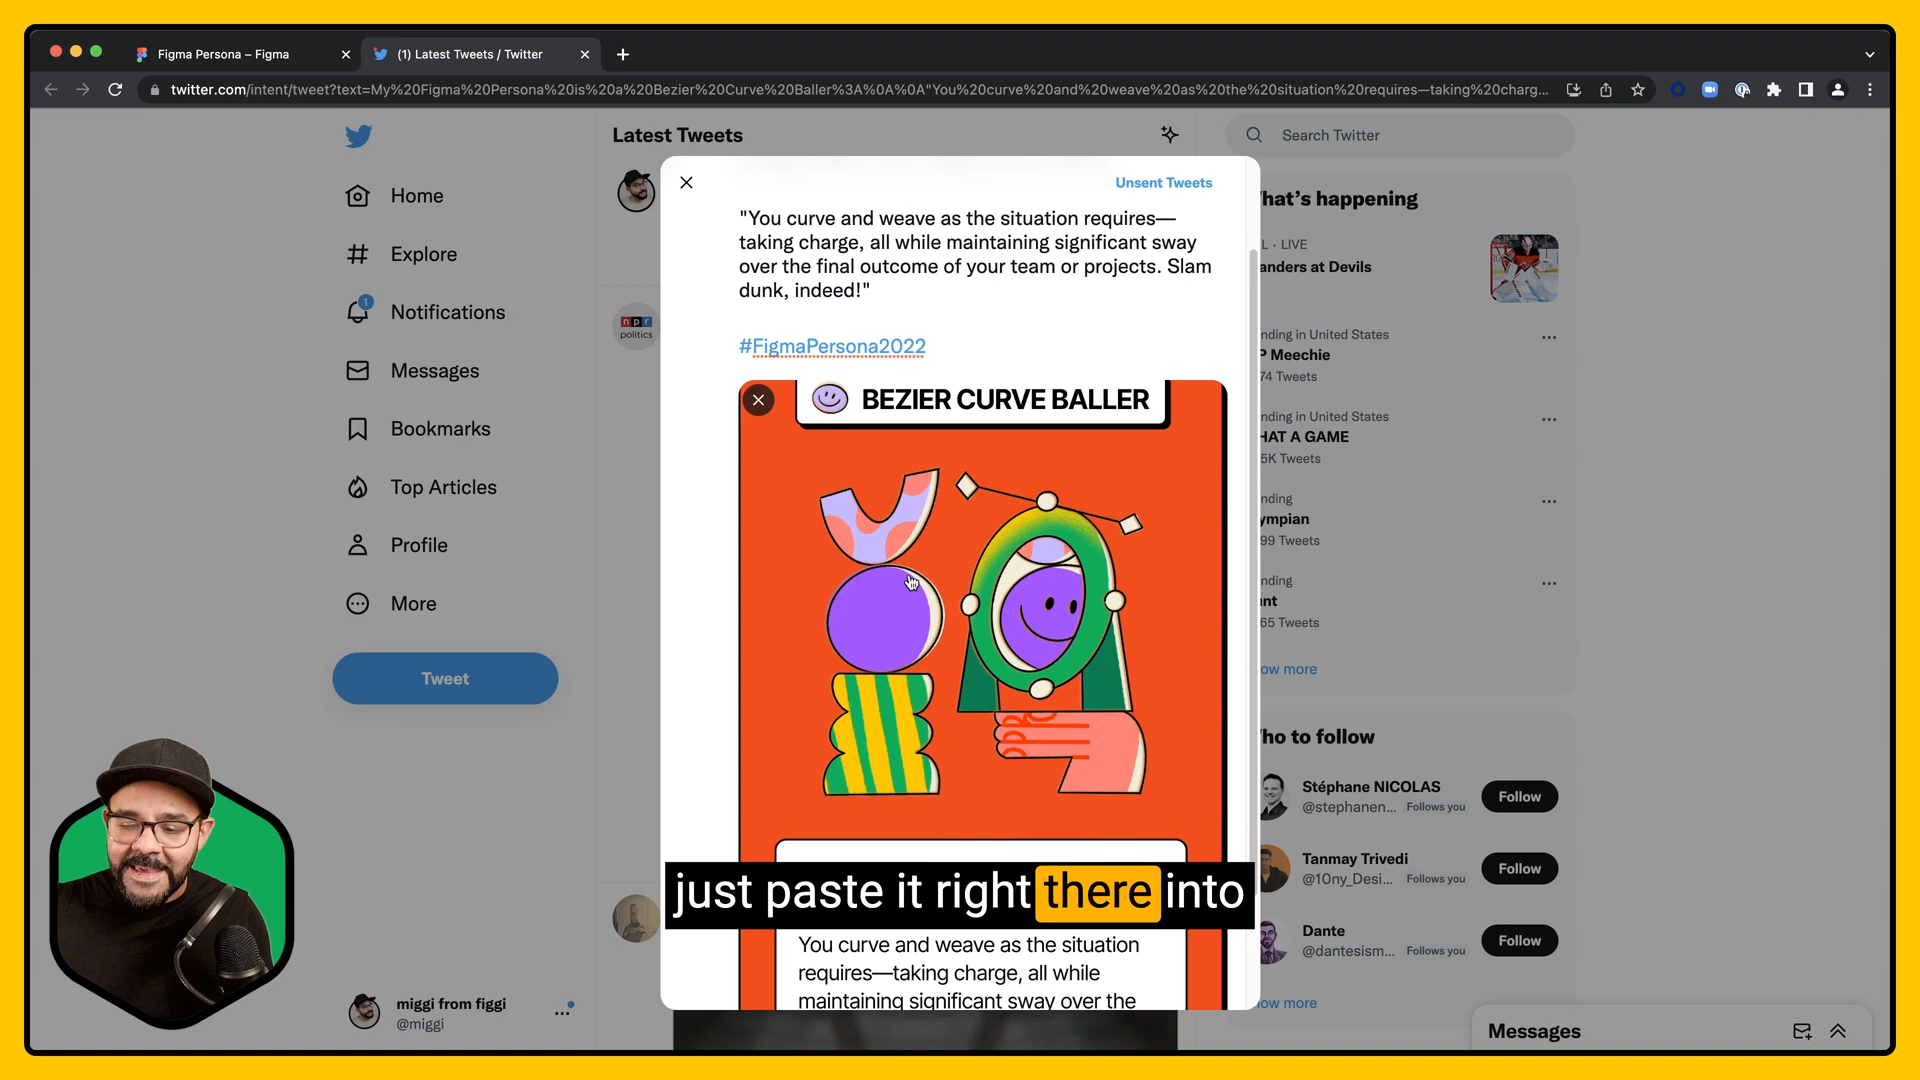 Figma Persona – Figma
(1) Latest Tweets / Twitter
twitter.com/intent/tweet?text=My%20Figma%20Persona%20is%20a%20Bezier%20Curve%20Baller%3A%0A%0A"You%20curve%20and%20weave%20as%20the%20situation%20requires—taking%20charg...
Home
Explore
1
Notifications
Messages
Bookmarks
Top Articles
Profile
More
Tweet
miggi from figgi
@miggi
Latest Tweets
npr
politics
Unsent Tweets
"You curve and weave as the situation requires—
taking charge, all while maintaining significant sway
over the final outcome of your team or projects. Slam
dunk, indeed!"
#FigmaPersona2022
BEZIER CURVE BALLER
just paste it right there into
You curve and weave as the situation
requires—taking charge, all while
maintaining significant sway over the
Search Twitter
hat's happening
L · LIVE
anders at Devils
nding in United States
P Meechie
74 Tweets
nding in United States
HAT A GAME
5K Tweets
nding
ympian
99 Tweets
nding
nt
65 Tweets
ow more
ho to follow
Stéphane NICOLAS
@stephanen... Follows you
Follow
Tanmay Trivedi
@10ny_Desi... Follows you
Follow
Dante
@dantesism... Follows you
Follow
ow more
Messages